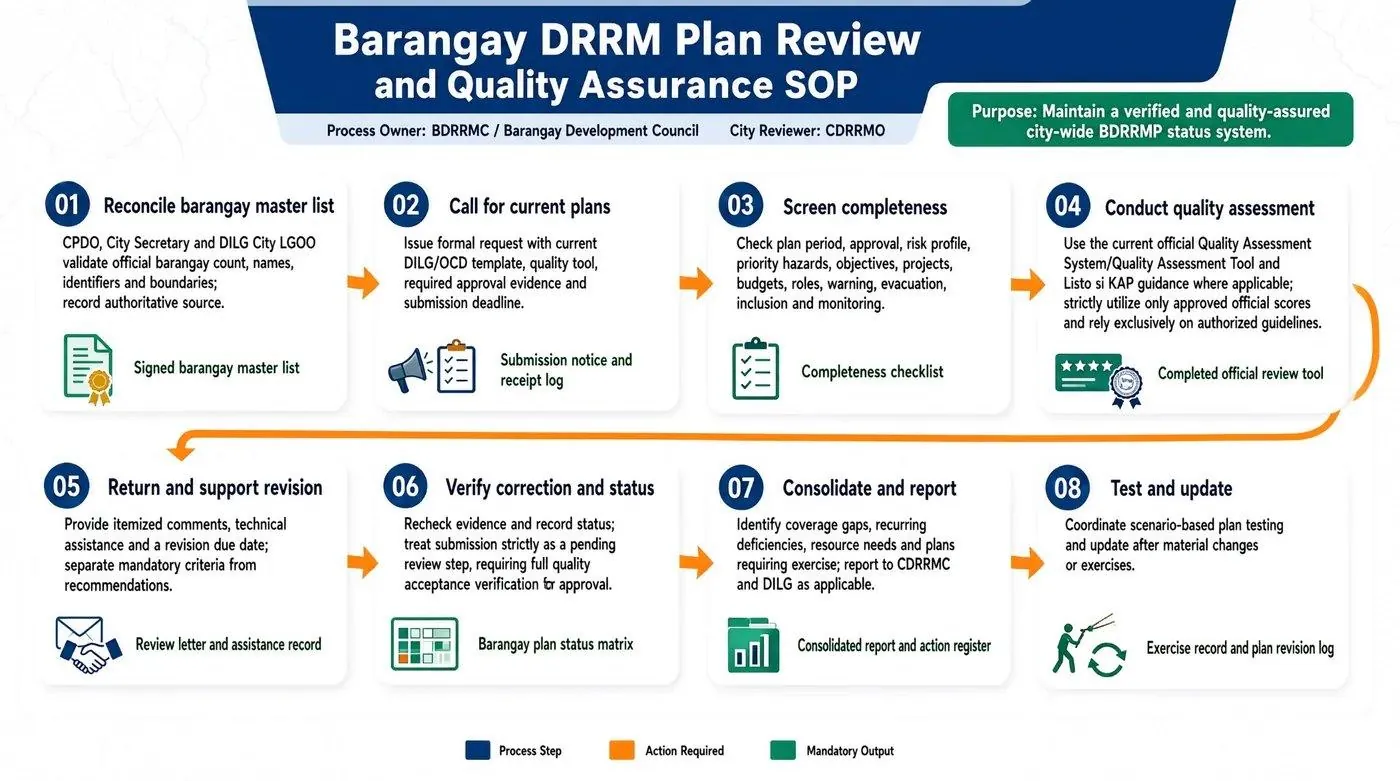 Barangay DRRM Plan Review
and Quality Assurance SOP
Process Owner: BDRRMC / Barangay Development Council City Reviewer: CDRRMO
Purpose: Maintain a verified and quality-assured
city-wide BDRRMP status system.
01 Reconcile barangay master list
CPDO, City Secretary and DILG City LGOO
validate official barangay count, names,
identifiers and boundaries;
record authoritative source.
Signed barangay master list
02 Call for current plans
Issue formal request with current
DILG/OCD template, quality tool,
required approval evidence and
submission deadline.
Submission notice and
receipt log
03 Screen completeness
Check plan period, approval, risk profile,
priority hazards, objectives, projects,
budgets, roles, warning, evacuation,
inclusion and monitoring.
Completeness checklist
04 Conduct quality assessment
Use the current official Quality Assessment
System/Quality Assessment Tool and
Listo si KAP guidance where applicable;
strictly utilize only approved official scores
and rely exclusively on authorized guidelines.
Completed official review tool
05 Return and support revision
Provide itemized comments, technical
assistance and a revision due date;
separate mandatory criteria from
recommendations.
Review letter and assistance record
06 Verify correction and status
Recheck evidence and record status;
treat submission strictly as a pending
review step, requiring full quality
acceptance verification for approval.
Barangay plan status matrix
07 Consolidate and report
Identify coverage gaps, recurring
deficiencies, resource needs and plans
requiring exercise; report to CDRRMC
and DILG as applicable.
Consolidated report and action register
08 Test and update
Coordinate scenario-based plan testing
and update after material changes
or exercises.
Exercise record and plan revision log
Process Step
Action Required
Mandatory Output